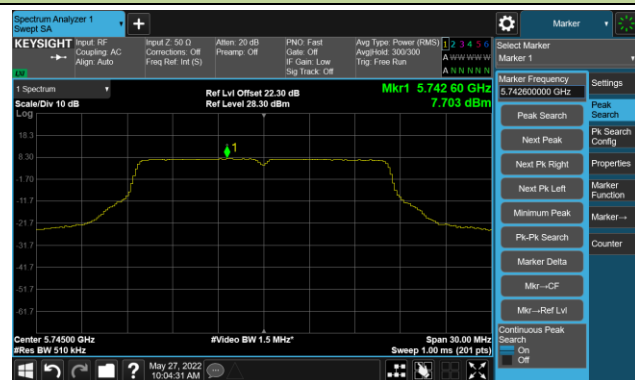 Spectrum Analyzer 1
Swept SA
Marker
KEYSIGHT
LW
Input: RF
Coupling: AC
Align: Auto
Input Z: 50 Ω
Corrections: Off
Freq Ref: Int (S)
Atten: 20 dB
Preamp: Off
PNO: Fast
Gate: Off
IF Gain: Low
Sig Track: Off
Avg Type: Power (RMS)
Avg|Hold: 300/300
Trig: Free Run
1 2 3 4 5 6
A W W W W W
A N N N N N
Select Marker
Marker 1
1 Spectrum
Scale/Div 10 dB
Log
Ref Lvl Offset 22.30 dB
Ref Level 28.30 dBm
Mkr1 5.742 60 GHz
7.703 dBm
18.3
8.30
-1.70
-11.7
-21.7
-31.7
-41.7
-51.7
-61.7
1
Center 5.74500 GHz
#Res BW 510 kHz
#Video BW 1.5 MHz*
Span 30.00 MHz
Sweep 1.00 ms (201 pts)
Marker Frequency
5.742600000 GHz
Peak Search
Next Peak
Next Pk Right
Next Pk Left
Minimum Peak
Pk-Pk Search
Marker Delta
Mkr→CF
Mkr→Ref Lvl
Continuous Peak
Search
On
Off
Settings
Peak
Search
Pk Search
Config
Properties
Marker
Function
Marker→
Counter
?
May 27, 2022
10:04:31 AM